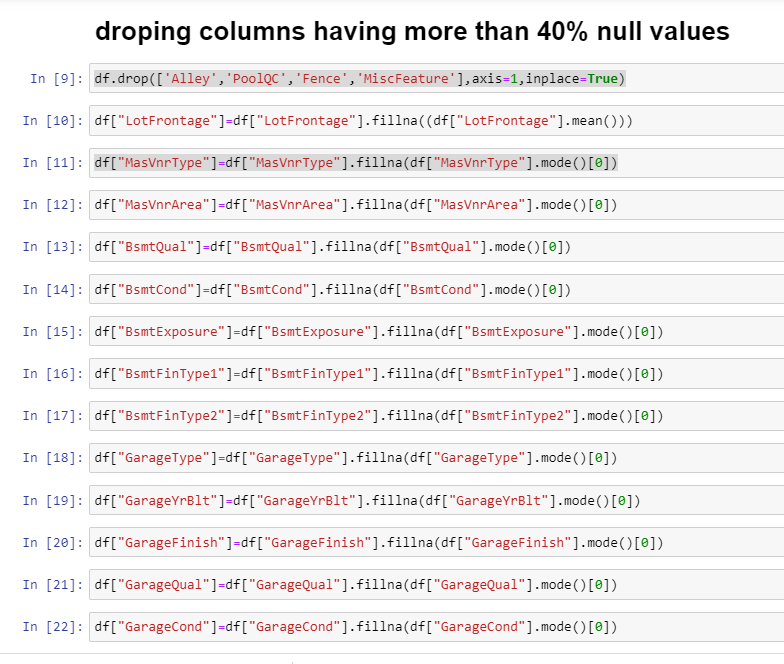 droping columns having more than 40% null values
In [9]: df.drop(['Alley','PoolQC','Fence','MiscFeature'],axis=1,inplace=True)
In [10]: df["LotFrontage"]=df["LotFrontage"].fillna((df["LotFrontage"].mean()))
In [11]: df["MasVnrType"]=df["MasVnrType"].fillna(df["MasVnrType"].mode()[0])
In [12]: df["MasVnrArea"]=df["MasVnrArea"].fillna(df["MasVnrArea"].mode()[0])
In [13]: df["BsmtQual"]=df["BsmtQual"].fillna(df["BsmtQual"].mode()[0])
In [14]: df["BsmtCond"]=df["BsmtCond"].fillna(df["BsmtCond"].mode()[0])
In [15]: df["BsmtExposure"]=df["BsmtExposure"].fillna(df["BsmtExposure"].mode()[0])
In [16]: df["BsmtFinType1"]=df["BsmtFinType1"].fillna(df["BsmtFinType1"].mode()[0])
In [17]: df["BsmtFinType2"]=df["BsmtFinType2"].fillna(df["BsmtFinType2"].mode()[0])
In [18]: df["GarageType"]=df["GarageType"].fillna(df["GarageType"].mode()[0])
In [19]: df["GarageYrBlt"]=df["GarageYrBlt"].fillna(df["GarageYrBlt"].mode()[0])
In [20]: df["GarageFinish"]=df["GarageFinish"].fillna(df["GarageFinish"].mode()[0])
In [21]: df["GarageQual"]=df["GarageQual"].fillna(df["GarageQual"].mode()[0])
In [22]: df["GarageCond"]=df["GarageCond"].fillna(df["GarageCond"].mode()[0])